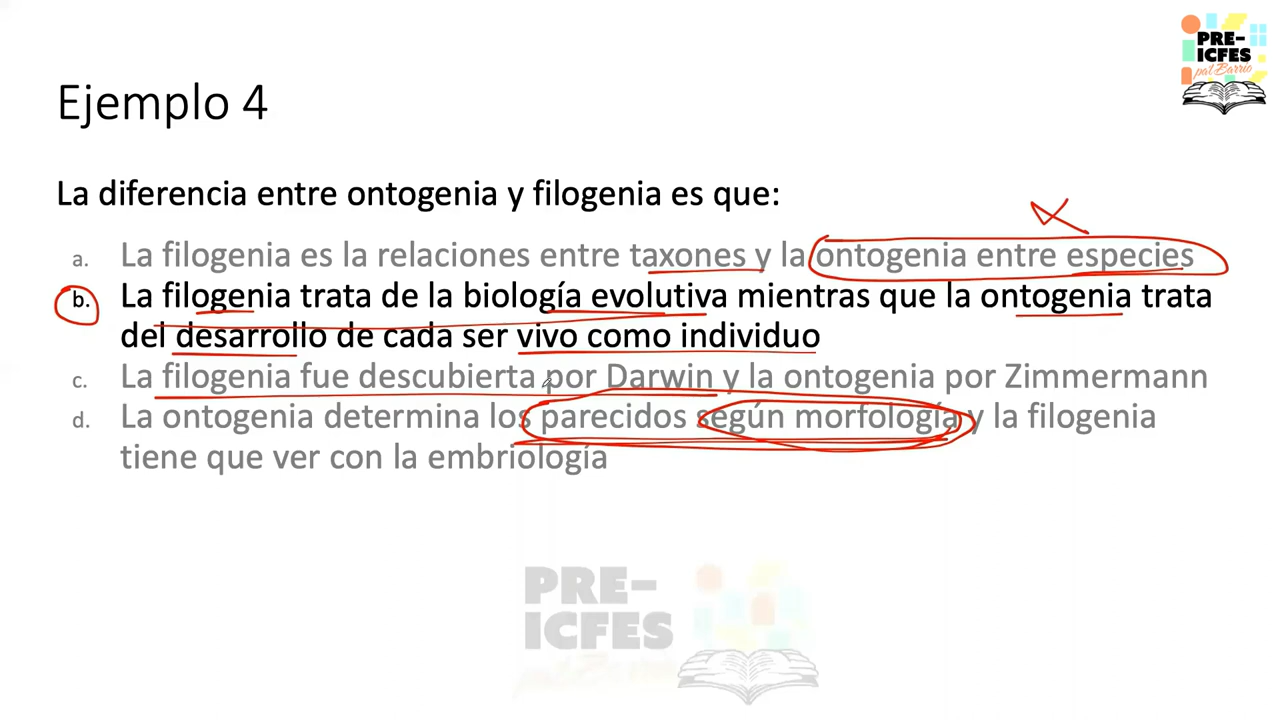 PRE-
ICFES
pal Barrio
Ejemplo 4
La diferencia entre ontogenia y filogenia es que:
a. La filogenia es la relaciones entre taxones y la ontogenia entre especies
b. La filogenia trata de la biología evolutiva mientras que la ontogenia trata
del desarrollo de cada ser vivo como individuo
c. La filogenia fue descubierta por Darwin y la ontogenia por Zimmermann
d. La ontogenia determina los parecidos según morfología y la filogenia
tiene que ver con la embriología
PRE-
ICFES
pal Barrio